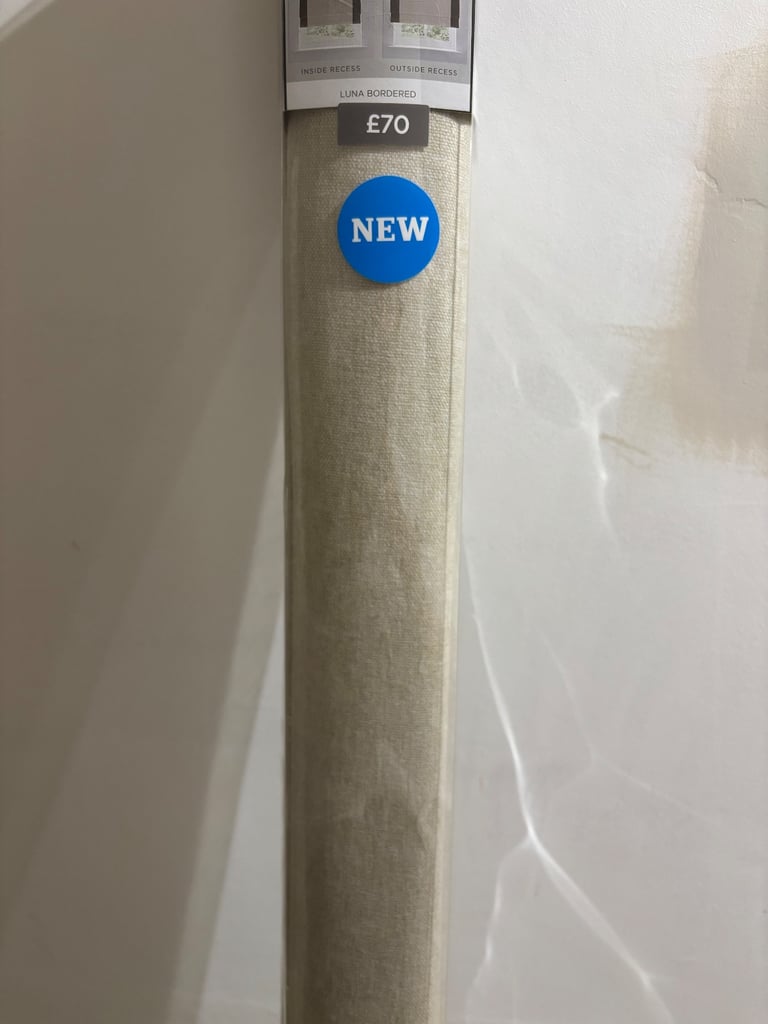 INSIDE RECESS OUTSIDE RECESS
LUNA BORDERED
£70
NEW